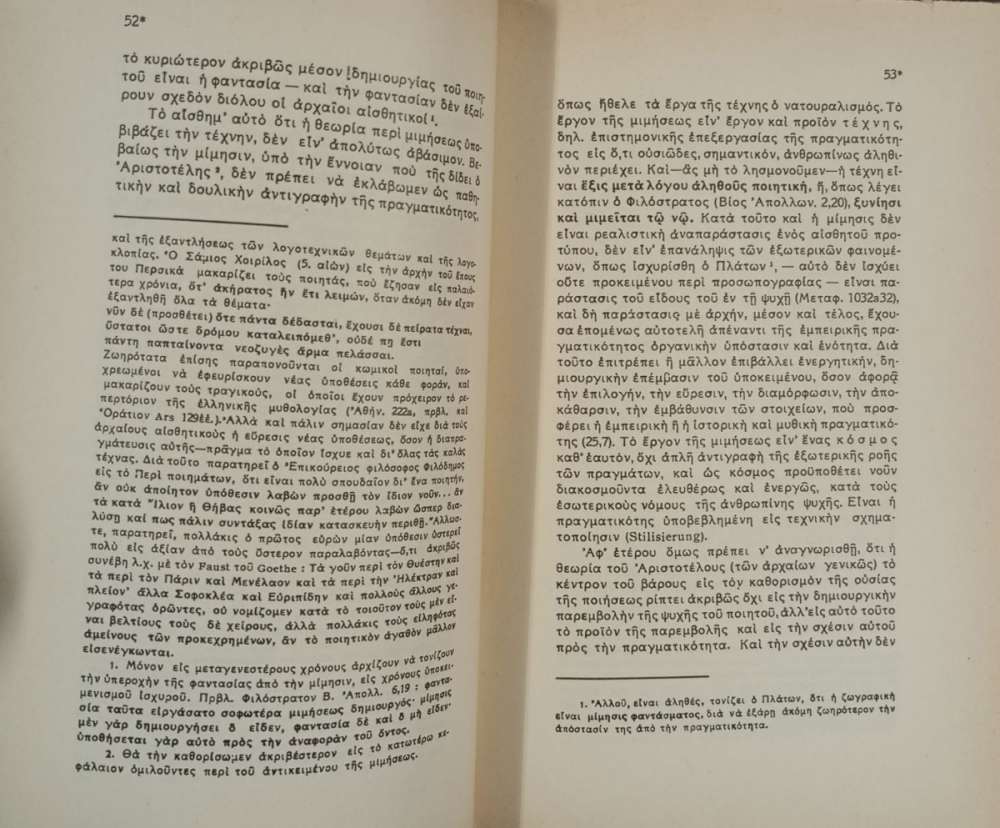 52*
τὸ κυριώτερον ἀκριβῶς μέσον δημιουργίας τοῦ ποιη-
τοῦ εἶναι ἡ φαντασία — καὶ τὴν φαντασίαν δὲν ἐξαί-
ρουν σχεδὸν διόλου οἱ ἀρχαῖοι αἰσθητικοί ¹.
Τὸ αἴσθημ' αὐτὸ ὅτι ἡ θεωρία περὶ μιμήσεως ὑπο-
βιβάζει τὴν τέχνην, δὲν εἶν' ἀπολύτως ἀβάσιμον. Βε-
βαίως τὴν μίμησιν, ὑπὸ τὴν ἔννοιαν ποὺ τῆς δίδει ὁ
Ἀριστοτέλης ², δὲν πρέπει νὰ ἐκλάβωμεν ὡς παθη-
τικὴν καὶ δουλικὴν ἀντιγραφὴν τῆς πραγματικότητος,
καὶ τῆς ἐξαντλήσεως τῶν λογοτεχνικῶν θεμάτων καὶ τῆς λογο-
κλοπίας. Ὁ Σάμιος Χοιρίλος (5. αἰών) εἰς τὴν ἀρχὴν τοῦ ἔπους
του Περσικὰ μακαρίζει τοὺς ποιητάς, ποὺ ἔζησαν εἰς παλαιό-
τερα χρόνια, ὅτ' ἀκήρατος ἦν ἔτι λειμών, ὅταν ἀκόμη δὲν εἶχαν
ἐξαντληθῆ ὅλα τὰ θέματα·
νῦν δὲ (προσθέτει) ὅτε πάντα δέδασται, ἔχουσι δὲ πείρατα τέχναι,
ὕστατοι ὥστε δρόμου καταλειπόμεθ', οὐδέ πη ἔστι
πάντη παπταίνοντα νεοζυγὲς ἅρμα πελάσσαι.
Ζωηρότατα ἐπίσης παραπονοῦνται οἱ κωμικοὶ ποιηταί, ὑπο-
χρεωμένοι νὰ ἐφευρίσκουν νέας ὑποθέσεις κάθε φοράν, καὶ
μακαρίζουν τοὺς τραγικούς, οἱ ὁποῖοι ἔχουν πρόχειρον τὸ ρε-
περτόριον τῆς ἑλληνικῆς μυθολογίας (Ἀθήν. 222a, πρβλ. καὶ
Ὁράτιον Ars 129ἑἑ.). Ἀλλὰ καὶ πάλιν σημασίαν δὲν εἶχε διὰ τοὺς
ἀρχαίους αἰσθητικοὺς ἡ εὕρεσις νέας ὑποθέσεως, ὅσον ἡ διαπρα-
γμάτευσις αὐτῆς—πρᾶγμα τὸ ὁποῖον ἴσχυε καὶ δι' ὅλας τὰς καλὰς
τέχνας. Διὰ τοῦτο παρατηρεῖ ὁ Ἐπικούρειος φιλόσοφος Φιλόδημος
εἰς τὸ Περὶ ποιημάτων, ὅτι εἶναι πολὺ σπουδαῖον δι' ἕνα ποιητήν,
ἂν οὐκ ἀποίητον ὑπόθεσιν λαβὼν προσθῇ τὸν ἴδιον νοῦν... ἂν
τὰ κατὰ Ἴλιον ἢ Θήβας κοινῶς παρ' ἑτέρου λαβὼν ὥσπερ δια-
λύσῃ καί πως πάλιν συντάξας ἰδίαν κατασκευὴν περιθῇ. Ἄλλωσ-
τε, παρατηρεῖ, πολλάκις ὁ πρῶτος εὑρὼν μίαν ὑπόθεσιν ὑστερεῖ
πολὺ εἰς ἀξίαν ἀπὸ τοὺς ὕστερον παραλαβόντας—ὅ,τι ἀκριβῶς
συνέβη λ.χ. μὲ τὸν Faust τοῦ Goethe : Τὰ γοῦν περὶ τὸν Θυέστην καὶ
τὰ περὶ τὸν Πάριν καὶ Μενέλαον καὶ τὰ περὶ τὴν Ἠλέκτραν καὶ
πλείον' ἄλλα Σοφοκλέα καὶ Εὐριπίδην καὶ πολλοὺς ἄλλους γε-
γραφότας ὁρῶντες, οὐ νομίζομεν κατὰ τὸ τοιοῦτον τοὺς μὲν εἶ-
ναι βελτίους τοὺς δὲ χείρους, ἀλλὰ πολλάκις τοὺς εἰληφότας
ἀμείνους τῶν προκεχρημένων, ἂν τὸ ποιητικὸν ἀγαθὸν μᾶλλον
εἰσενέγκωνται.
1. Μόνον εἰς μεταγενεστέρους χρόνους ἀρχίζουν νὰ τονίζουν
τὴν ὑπεροχὴν τῆς φαντασίας ἀπὸ τὴν μίμησιν, εἰς χρόνους ὑποκει-
μενισμοῦ ἰσχυροῦ. Πρβλ. Φιλόστρατον Β. Ἀπολλ. 6,19 : φαντα-
σία ταῦτα εἰργάσατο σοφωτέρα μιμήσεως δημιουργός· μίμησις
μὲν γὰρ δημιουργήσει ὃ εἶδεν, φαντασία δὲ καὶ ὃ μὴ εἶδεν·
ὑποθήσεται γὰρ αὐτὸ πρὸς τὴν ἀναφορὰν τοῦ ὄντος.
2. Θὰ τὴν καθορίσωμεν ἀκριβέστερον εἰς τὸ κατωτέρω κε-
φάλαιον ὁμιλοῦντες περὶ τοῦ ἀντικειμένου τῆς μιμήσεως.
53*
ὅπως ἤθελε τὰ ἔργα τῆς τέχνης ὁ νατουραλισμός. Τὸ
ἔργον τῆς μιμήσεως εἶν' ἔργον καὶ προϊὸν τέχνης,
δηλ. ἐπιστημονικῆς ἐπεξεργασίας τῆς πραγματικότη-
τος εἰς ὅ,τι οὐσιῶδες, σημαντικόν, ἀνθρωπίνως ἀληθι-
νὸν περιέχει. Καὶ—ἂς μὴ τὸ λησμονοῦμεν—ἡ τέχνη εἶ-
ναι ἕξις μετὰ λόγου ἀληθοῦς ποιητική, ἤ, ὅπως λέγει
κατόπιν ὁ Φιλόστρατος (Βίος Ἀπολλων. 2,20), ξυνίησι
καὶ μιμεῖται τῷ νῷ. Κατὰ τοῦτο καὶ ἡ μίμησις δὲν
εἶναι ρεαλιστικὴ ἀναπαράστασις ἑνὸς αἰσθητοῦ προ-
τύπου, δὲν εἶν' ἐπανάληψις τῶν ἐξωτερικῶν φαινομέ-
νων, ὅπως ἰσχυρίσθη ὁ Πλάτων ¹, — αὐτὸ δὲν ἰσχύει
οὔτε προκειμένου περὶ προσωπογραφίας — εἶναι πα-
ράστασις τοῦ εἴδους τοῦ ἐν τῇ ψυχῇ (Μεταφ. 1032a32),
καὶ δὴ παράστασις μὲ ἀρχήν, μέσον καὶ τέλος, ἔχου-
σα ἑπομένως αὐτοτελῆ ἀπέναντι τῆς ἐμπειρικῆς πρα-
γματικότητος ὀργανικὴν ὑπόστασιν καὶ ἑνότητα. Διὰ
τοῦτο ἐπιτρέπει ἢ μᾶλλον ἐπιβάλλει ἐνεργητικήν, δη-
μιουργικὴν ἐπέμβασιν τοῦ ὑποκειμένου, ὅσον ἀφορᾷ
τὴν ἐπιλογήν, τὴν εὕρεσιν, τὴν διαμόρφωσιν, τὴν ἀπο-
κάθαρσιν, τὴν ἐμβάθυνσιν τῶν στοιχείων, ποὺ προσ-
φέρει ἡ ἐμπειρικὴ ἢ ἡ ἱστορικὴ καὶ μυθικὴ πραγματικό-
της (25,7). Τὸ ἔργον τῆς μιμήσεως εἶν' ἕνας κόσμος
καθ' ἑαυτόν, ὄχι ἁπλῆ ἀντιγραφὴ τῆς ἐξωτερικῆς ροῆς
τῶν πραγμάτων, καὶ ὡς κόσμος προϋποθέτει νοῦν
διακοσμοῦντα ἐλευθέρως καὶ ἐνεργῶς, κατὰ τοὺς
ἐσωτερικοὺς νόμους τῆς ἀνθρωπίνης ψυχῆς. Εἶναι ἡ
πραγματικότης ὑποβεβλημένη εἰς τεχνικὴν σχημα-
τοποίησιν (Stilisierung).
Ἀφ' ἑτέρου ὅμως πρέπει ν' ἀναγνωρισθῇ, ὅτι ἡ
θεωρία τοῦ Ἀριστοτέλους (τῶν ἀρχαίων γενικῶς) τὸ
κέντρον τοῦ βάρους εἰς τὸν καθορισμὸν τῆς οὐσίας
τῆς ποιήσεως ρίπτει ἀκριβῶς ὄχι εἰς τὴν δημιουργικὴν
παρεμβολὴν τῆς ψυχῆς τοῦ ποιητοῦ, ἀλλ' εἰς αὐτὸ τοῦτο
τὸ προϊὸν τῆς παρεμβολῆς καὶ εἰς τὴν σχέσιν αὐτοῦ
πρὸς τὴν πραγματικότητα. Καὶ τὴν σχέσιν αὐτὴν δὲν
1. Ἀλλοῦ, εἶναι ἀληθές, τονίζει ὁ Πλάτων, ὅτι ἡ ζωγραφικὴ
εἶναι μίμησις φαντάσματος, διὰ νὰ ἐξάρῃ ἀκόμη ζωηρότερον τὴν
ἀπόστασίν της ἀπὸ τὴν πραγματικότητα.